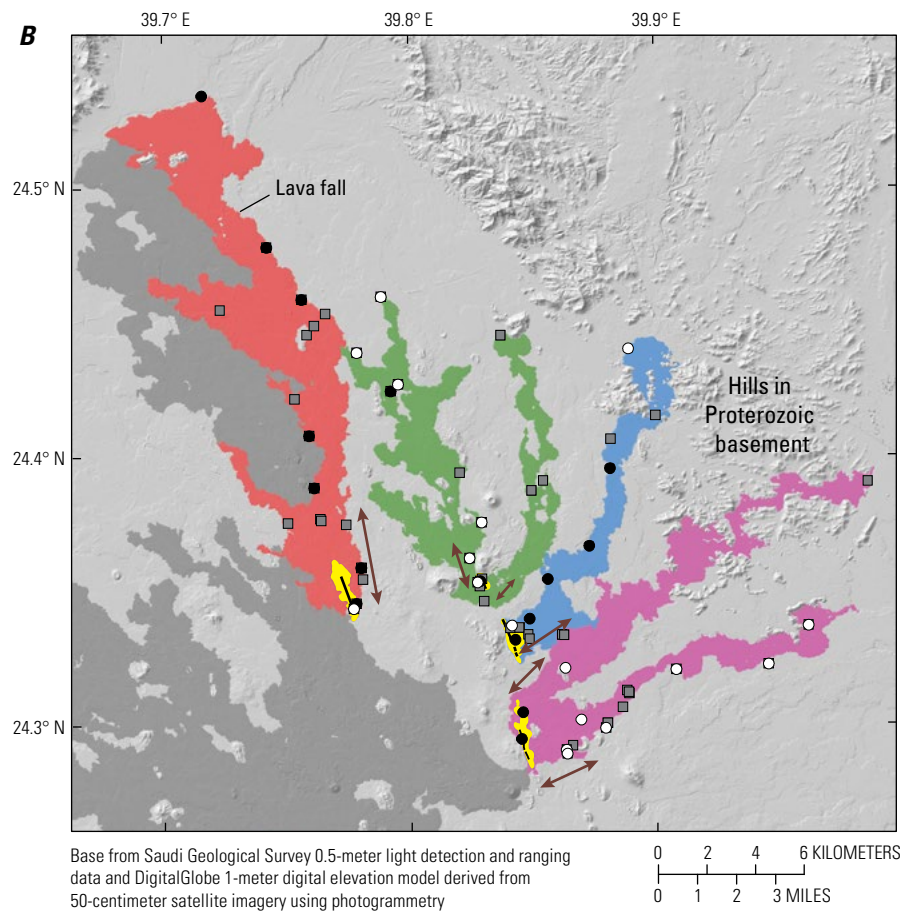 B
39.7° E
39.8° E
39.9° E
24.5° N
Lava fall
Hills in
Proterozoic
basement
24.4° N
24.3° N
Base from Saudi Geological Survey 0.5-meter light detection and ranging
data and DigitalGlobe 1-meter digital elevation model derived from
50-centimeter satellite imagery using photogrammetry
0 2 4 6 KILOMETERS
0 1 2 3 MILES